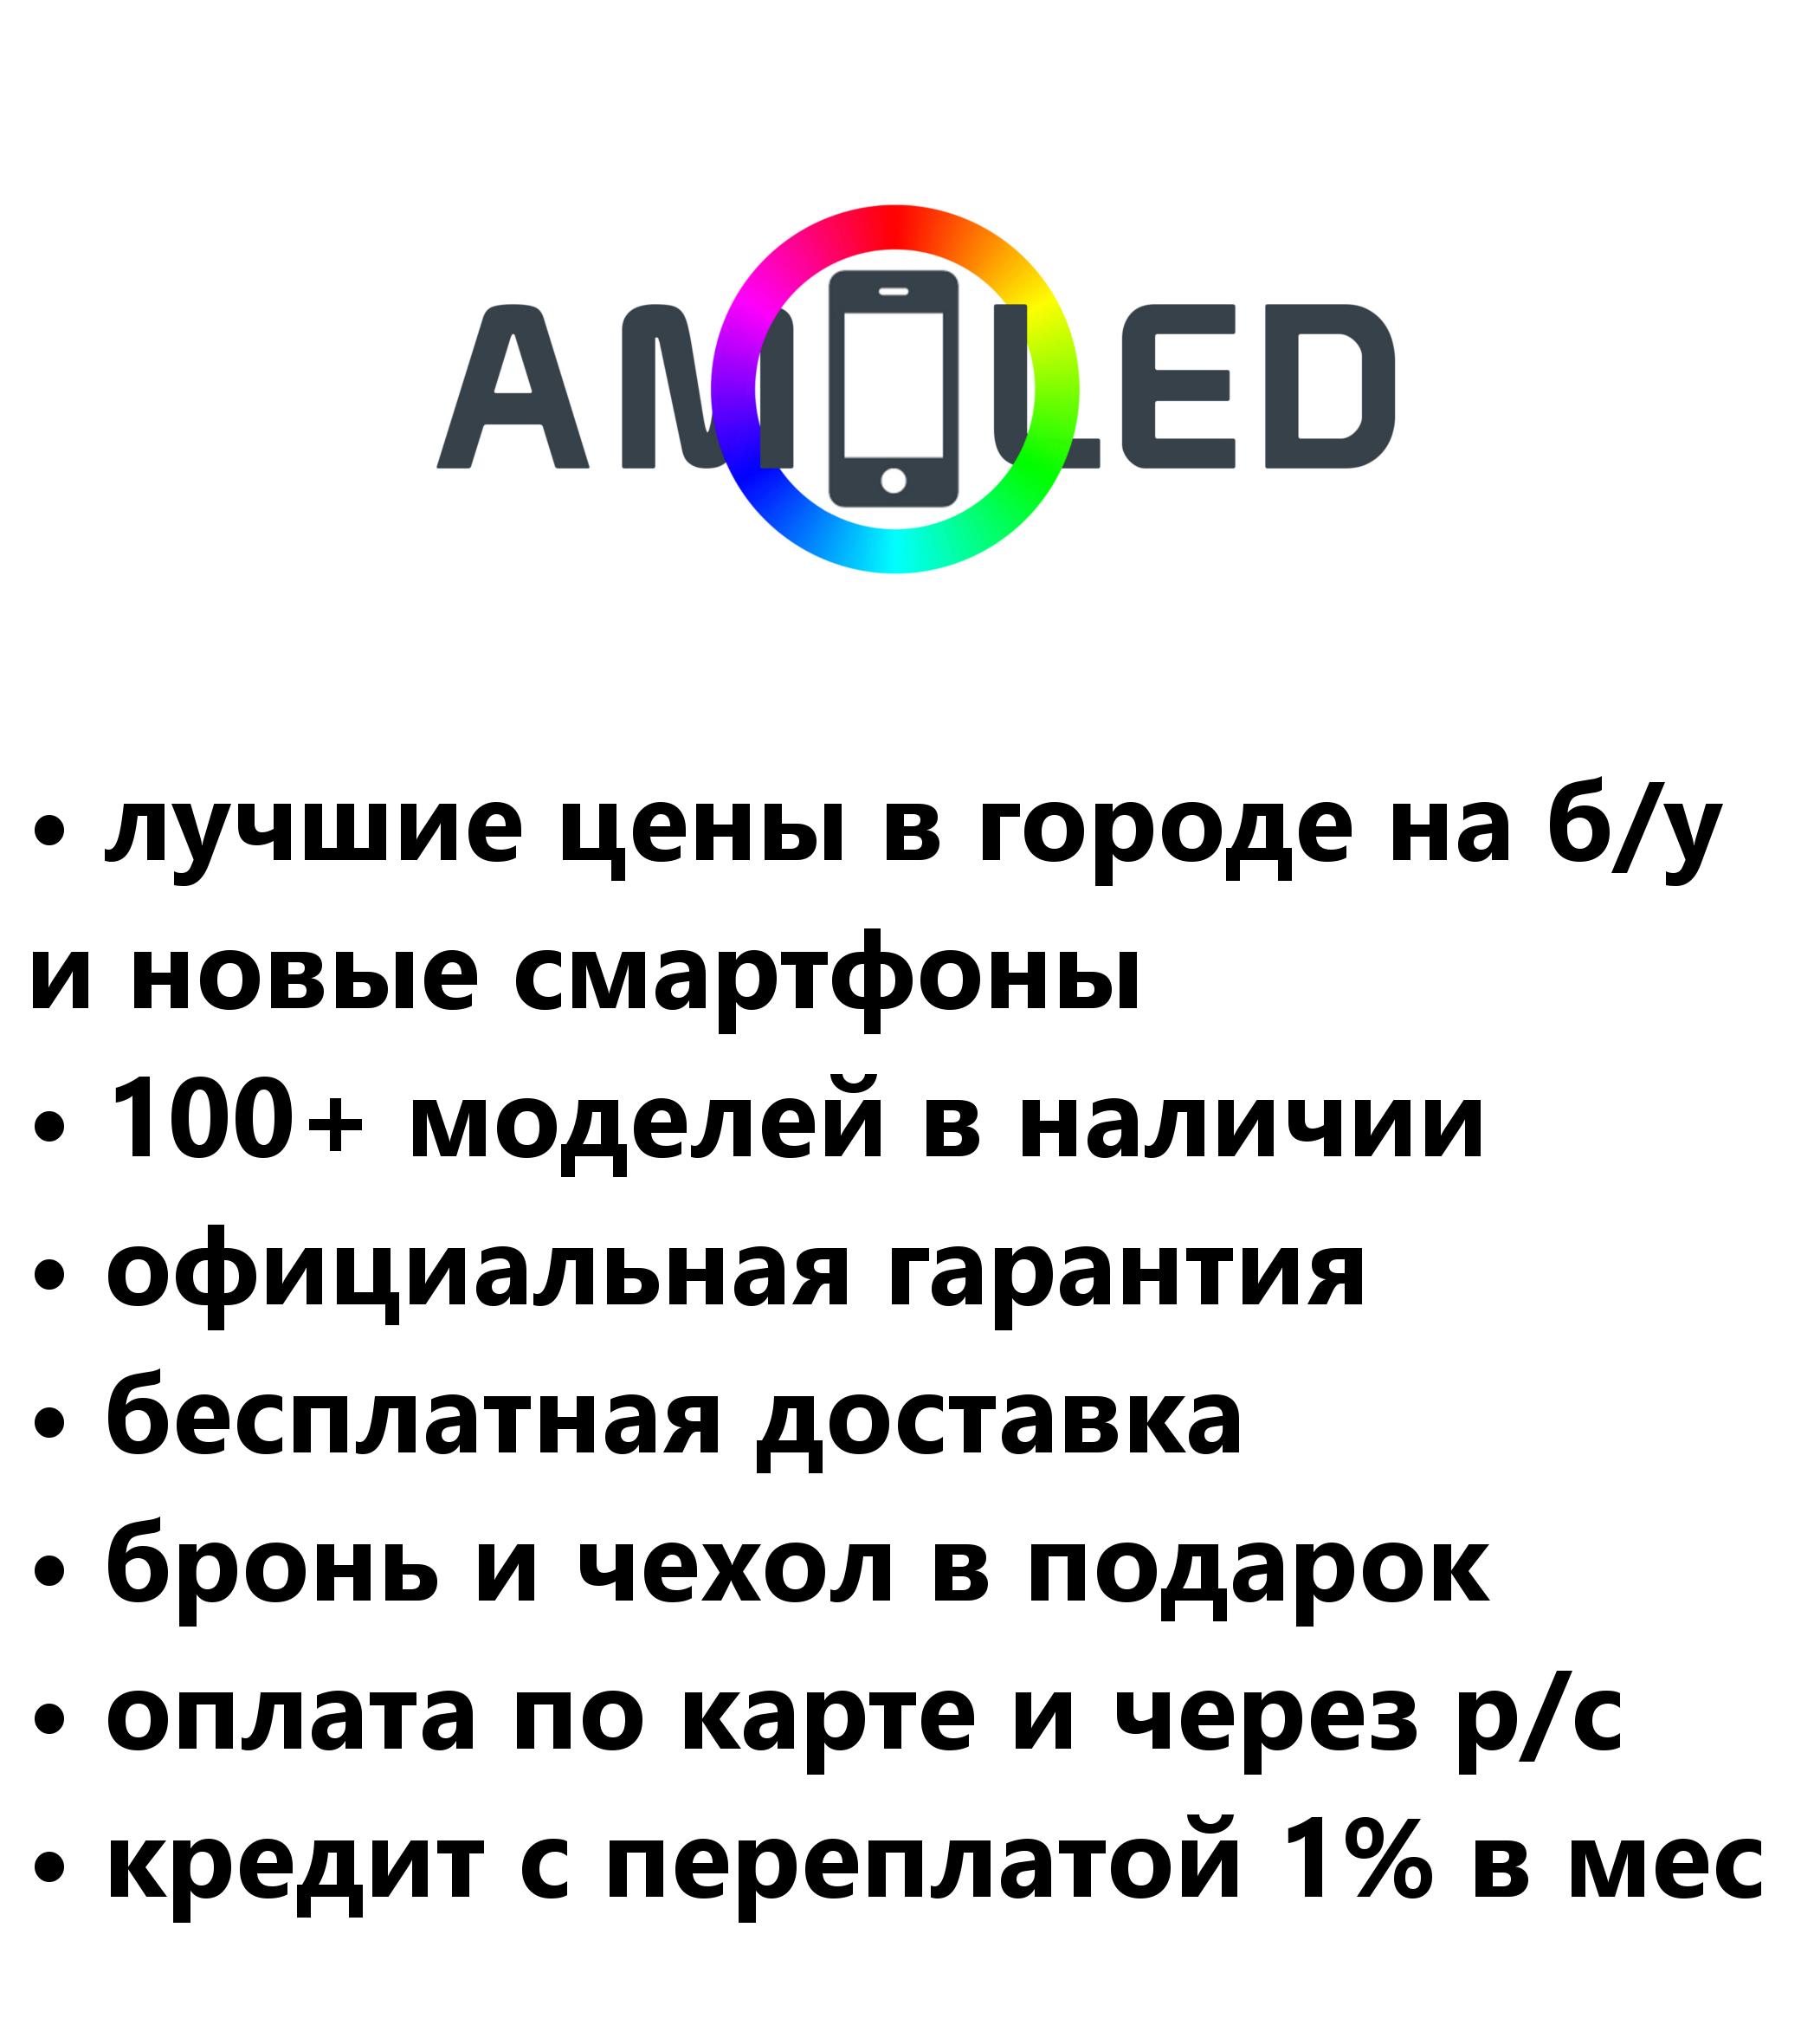 AMOLED
• лучшие цены в городе на б/у
и новые смартфоны
• 100+ моделей в наличии
• официальная гарантия
• бесплатная доставка
• бронь и чехол в подарок
• оплата по карте и через р/с
• кредит с переплатой 1% в мес